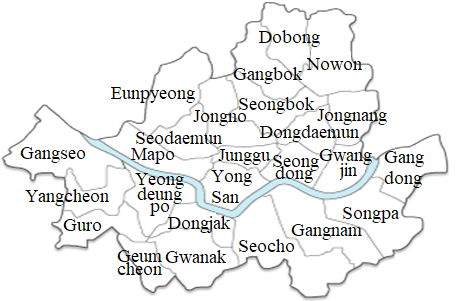 Dobong
Nowon
Gangbok
Eunpyeong
Seongbok
Jongno
Jongnang
Dongdaemun
Seodaemun
Gangseo
Mapo
Junggu
Seong
dong
Gwang
jin
Gang
dong
Yeong
deung
po
Yong
San
Yangcheon
Guro
Dongjak
Songpa
Gangnam
Seocho
Geum
cheon
Gwanak